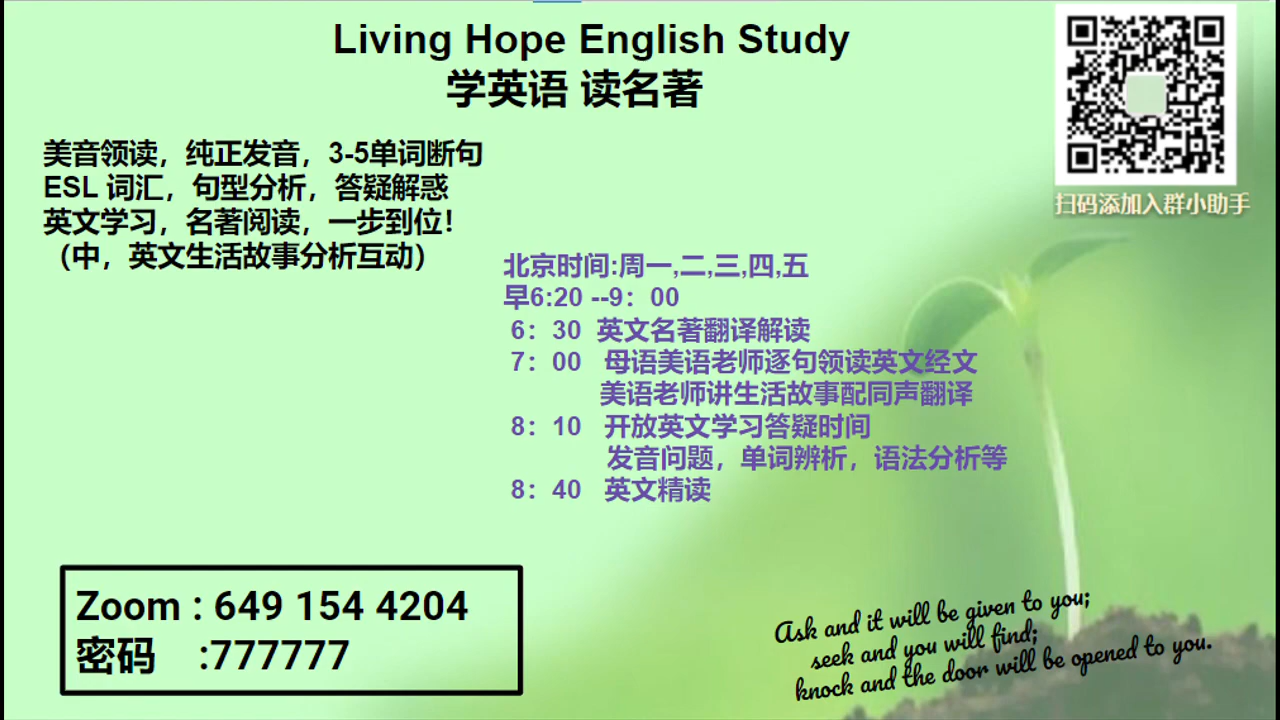 Living Hope English Study
学英语 读名著
美音领读，纯正发音，3-5单词断句
ESL 词汇，句型分析，答疑解惑
英文学习，名著阅读，一步到位！
（中，英文生活故事分析互动）
扫码添加入群小助手
北京时间:周一,二,三,四,五
早6:20 --9：00
6：30 英文名著翻译解读
7：00 母语美语老师逐句领读英文经文
美语老师讲生活故事配同声翻译
8：10 开放英文学习答疑时间
发音问题，单词辨析，语法分析等
8：40 英文精读
Zoom : 649 154 4204
密码 :777777
Ask and it will be given to you;
seek and you will find;
knock and the door will be opened to you.